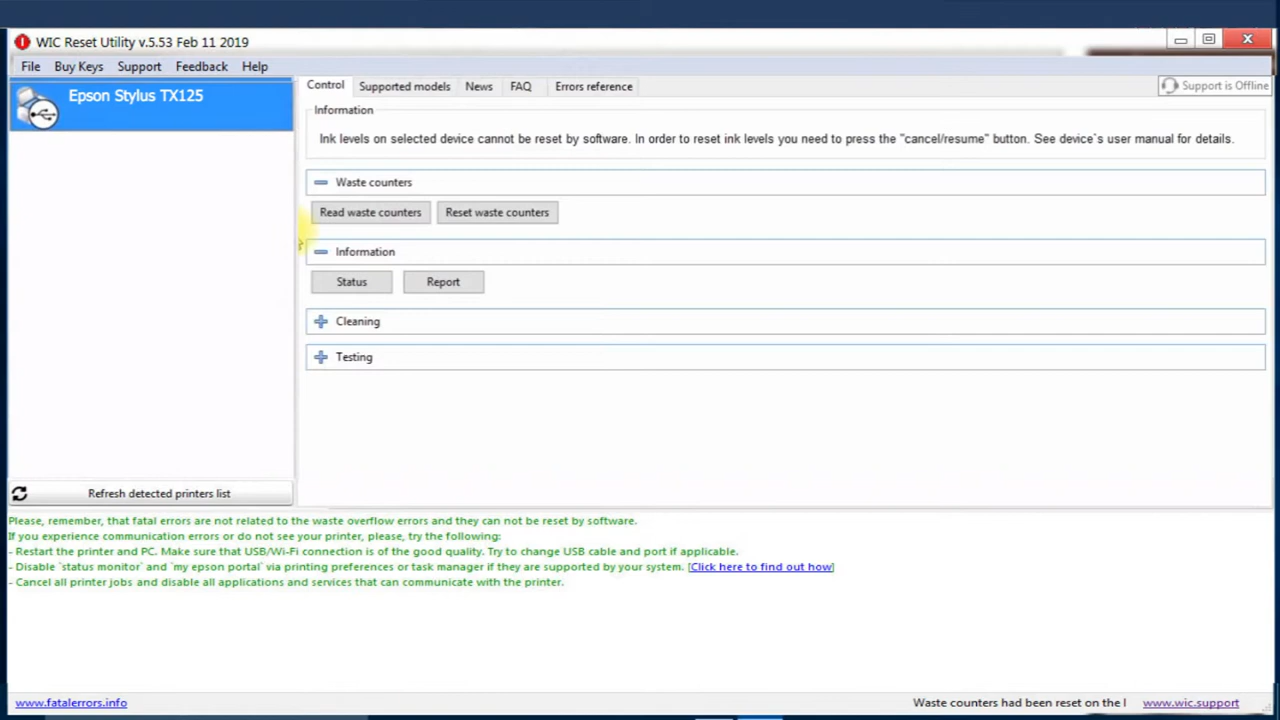 WIC Reset Utility v.5.53 Feb 11 2019
File Buy Keys Support Feedback Help
Epson Stylus TX125
Control Supported models News FAQ Errors reference
Support is Offline
Information
Ink levels on selected device cannot be reset by software. In order to reset ink levels you need to press the "cancel/resume" button. See device`s user manual for details.
Waste counters
Read waste counters Reset waste counters
Information
Status Report
Cleaning
Testing
Refresh detected printers list
Please, remember, that fatal errors are not related to the waste overflow errors and they can not be reset by software.
If you experience communication errors or do not see your printer, please, try the following:
- Restart the printer and PC. Make sure that USB/Wi-Fi connection is of the good quality. Try to change USB cable and port if applicable.
- Disable `status monitor` and `my epson portal` via printing preferences or task manager if they are supported by your system. [Click here to find out how]
- Cancel all printer jobs and disable all applications and services that can communicate with the printer.
www.fatalerrors.info
Waste counters had been reset on the
www.wic.support